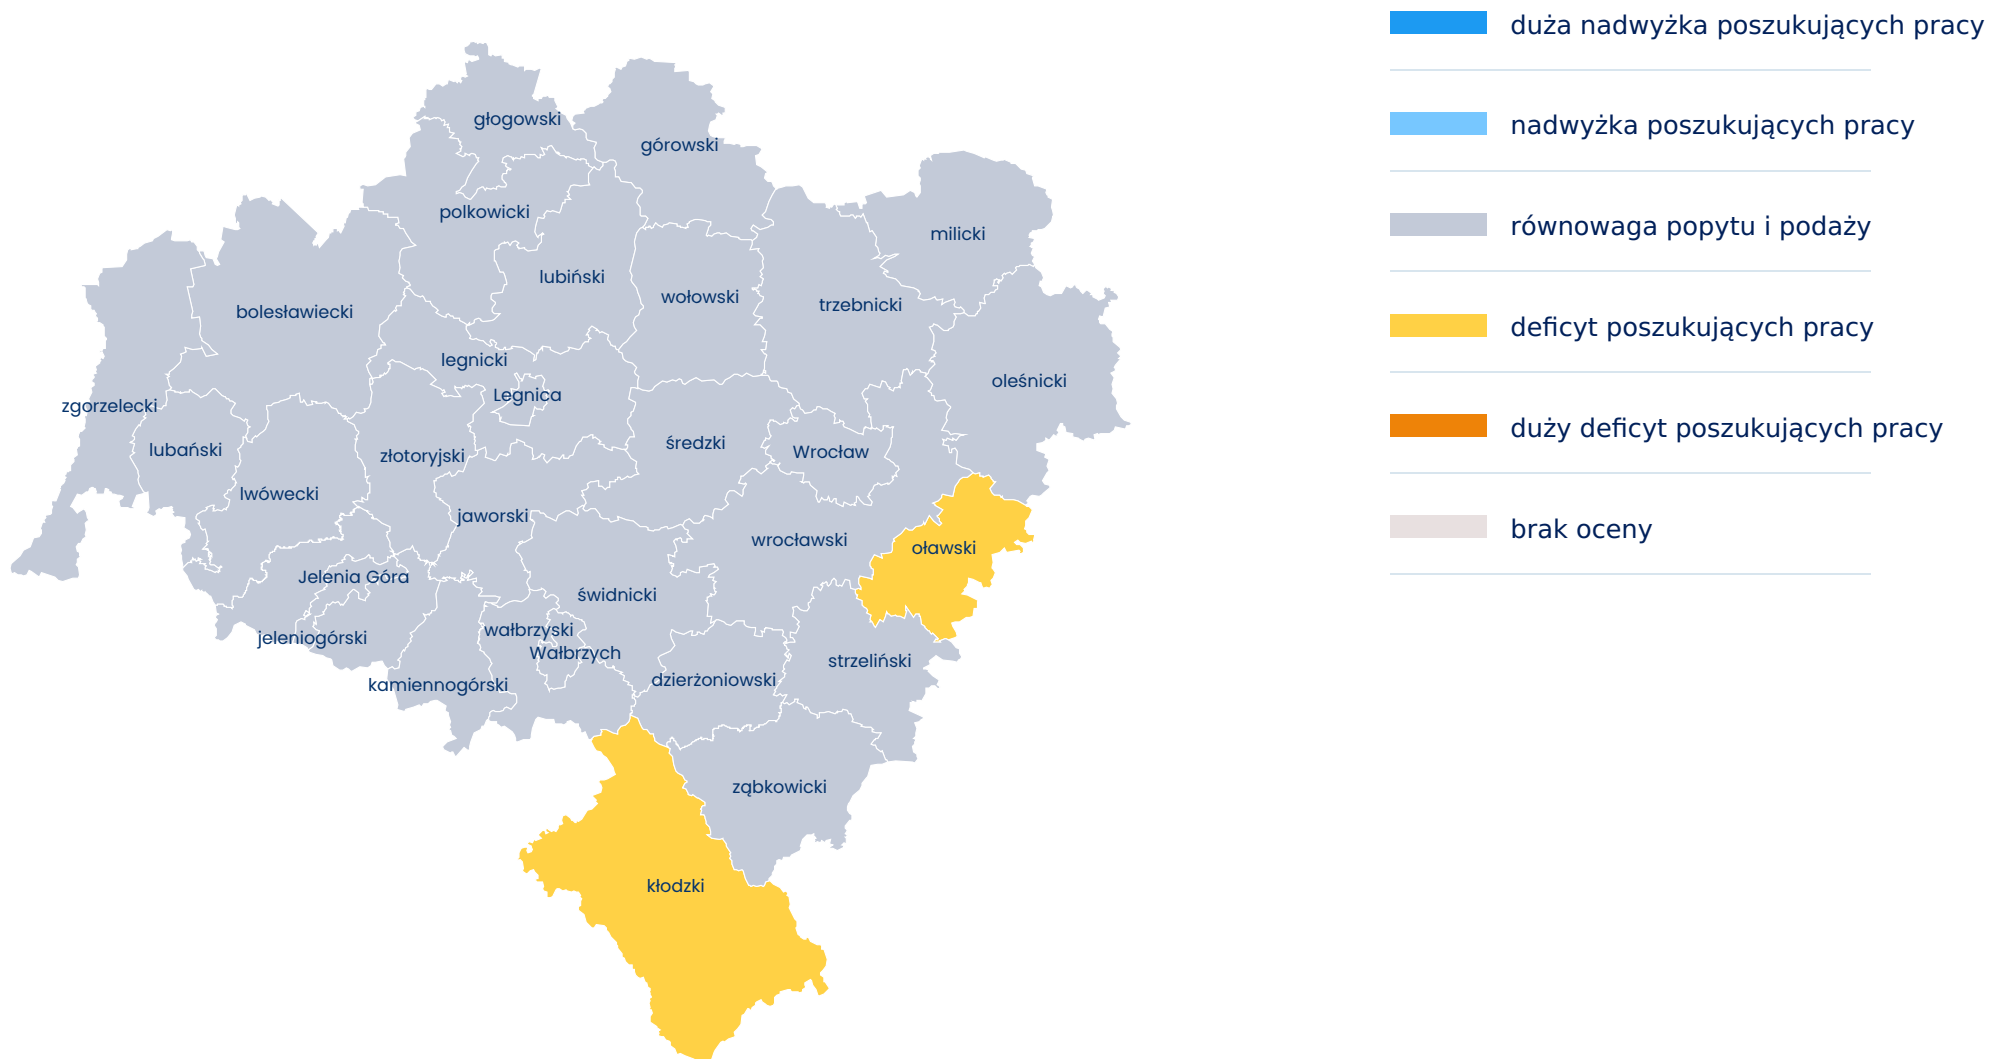 duża nadwyżka poszukujących pracy
nadwyżka poszukujących pracy
równowaga popytu i podaży
deficyt poszukujących pracy
duży deficyt poszukujących pracy
brak oceny
głogowski
górowski
polkowicki
milicki
lubiński
wołowski
trzebnicki
bolesławiecki
legnicki
oleśnicki
Legnica
zgorzelecki
średzki
lubański
Wrocław
złotoryjski
lwówecki
jaworski
wrocławski
oławski
Jelenia Góra
świdnicki
wałbrzyski
jeleniogórski
Wałbrzych
strzeliński
dzierżoniowski
kamiennogórski
ząbkowicki
kłodzki